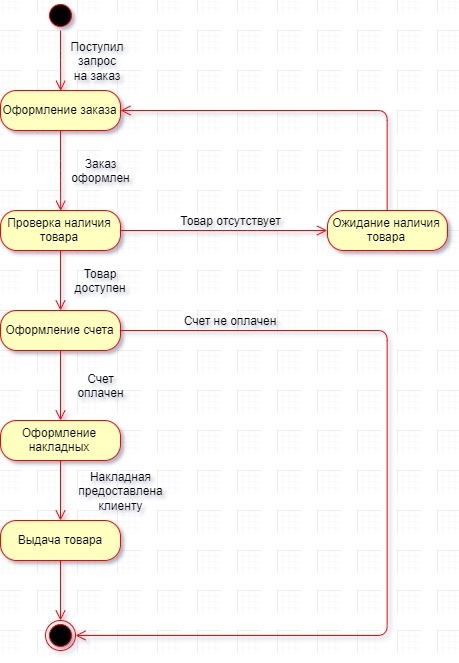 Поступил
запрос
на заказ
Оформление заказа
Заказ
оформлен
Проверка наличия
товара
Товар отсутствует
Ожидание наличия
товара
Товар
доступен
Оформление счета
Счет не оплачен
Счет
оплачен
Оформление
накладных
Накладная
предоставлена
клиенту
Выдача товара